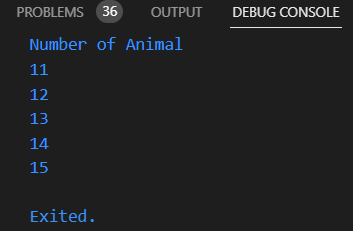 PROBLEMS 36 OUTPUT DEBUG CONSOLE
Number of Animal
11
12
13
14
15
Exited.